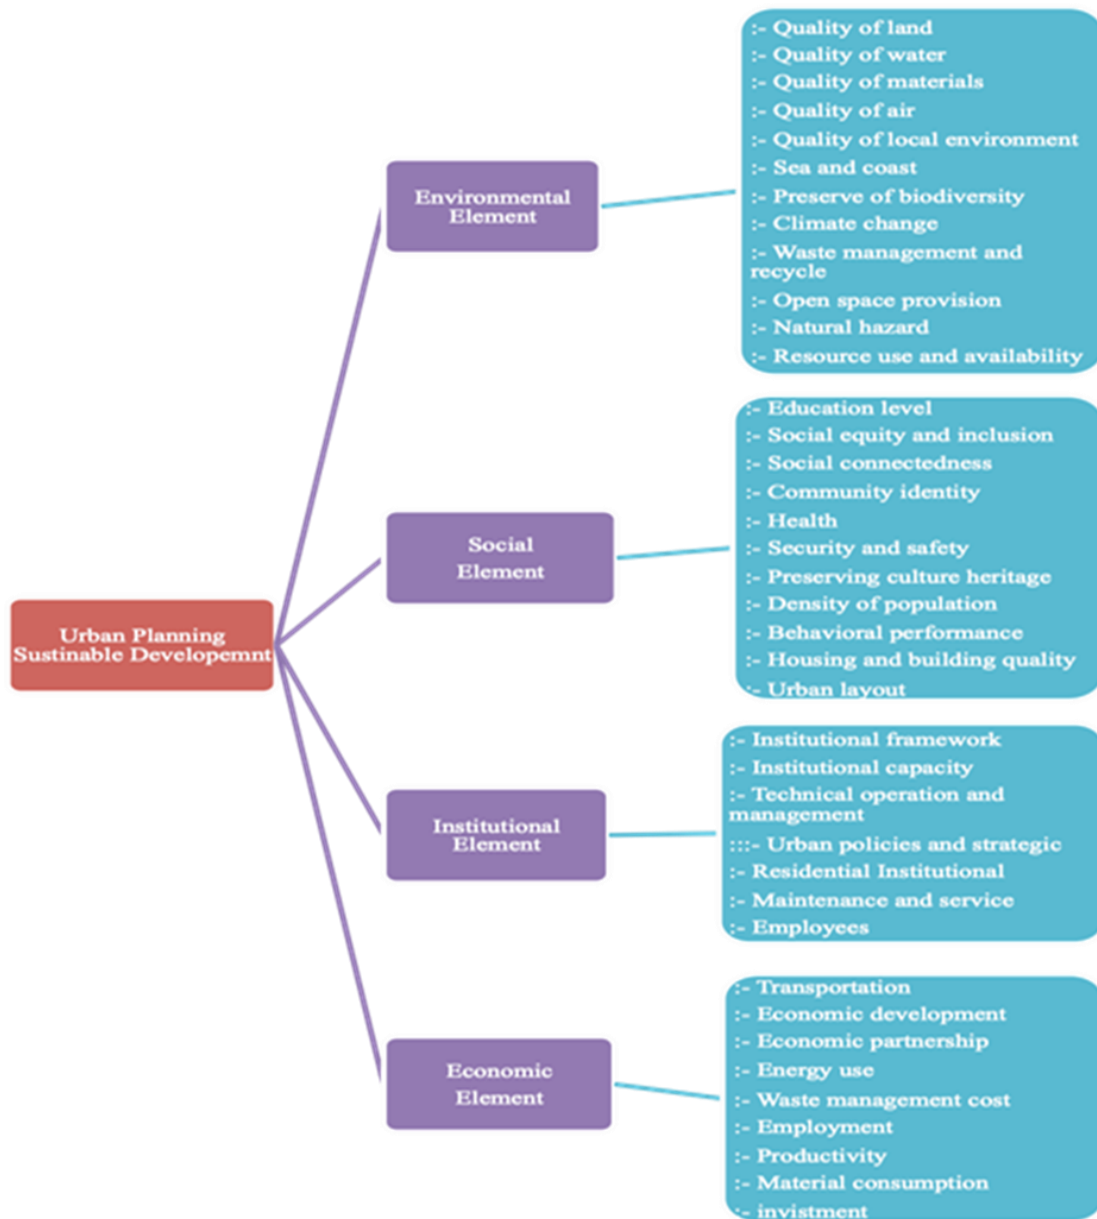 Urban Planning
Sustinable Developemnt
Environmental
Element
:- Quality of land
:- Quality of water
:- Quality of materials
:- Quality of air
:- Quality of local environment
:- Sea and coast
:- Preserve of biodiversity
:- Climate change
:- Waste management and
recycle
:- Open space provision
:- Natural hazard
:- Resource use and availability
Social
Element
:- Education level
:- Social equity and inclusion
:- Social connectedness
:- Community identity
:- Health
:- Security and safety
:- Preserving culture heritage
:- Density of population
:- Behavioral performance
:- Housing and building quality
:- Urban layout
Institutional
Element
:- Institutional framework
:- Institutional capacity
:- Technical operation and
management
:::- Urban policies and strategic
:- Residential Institutional
:- Maintenance and service
:- Employees
Economic
Element
:- Transportation
:- Economic development
:- Economic partnership
:- Energy use
:- Waste management cost
:- Employment
:- Productivity
:- Material consumption
:- invistment